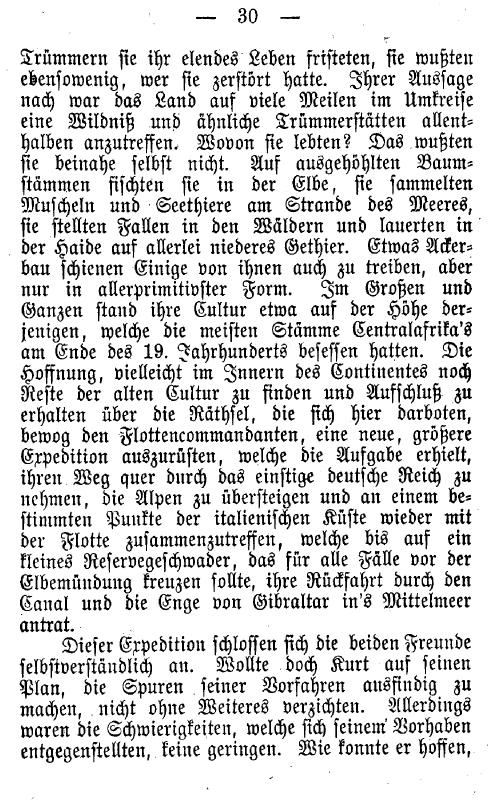 — 30 —
Trümmern sie ihr elendes Leben fristeten, sie wußten
ebensowenig, wer sie zerstört hatte. Ihrer Aussage
nach war das Land auf viele Meilen im Umkreise
eine Wildniß und ähnliche Trümmerstätten allent-
halben anzutreffen. Wovon sie lebten? Das wußten
sie beinahe selbst nicht. Auf ausgehöhlten Baum-
stämmen fischten sie in der Elbe, sie sammelten
Muscheln und Seethiere am Strande des Meeres,
sie stellten Fallen in den Wäldern und lauerten in
der Haide auf allerlei niederes Gethier. Etwas Acker-
bau schienen Einige von ihnen auch zu treiben, aber
nur in allerprimitivster Form. Im Großen und
Ganzen stand ihre Cultur etwa auf der Höhe der-
jenigen, welche die meisten Stämme Centralafrika's
am Ende des 19. Jahrhunderts besessen hatten. Die
Hoffnung, vielleicht im Innern des Continentes noch
Reste der alten Cultur zu finden und Aufschluß zu
erhalten über die Räthsel, die sich hier darboten,
bewog den Flottencommandanten, eine neue, größere
Expedition auszurüsten, welche die Aufgabe erhielt,
ihren Weg quer durch das einstige deutsche Reich zu
nehmen, die Alpen zu übersteigen und an einem be-
stimmten Punkte der italienischen Küste wieder mit
der Flotte zusammenzutreffen, welche bis auf ein
kleines Reservegeschwader, das für alle Fälle vor der
Elbemündung kreuzen sollte, ihre Rückfahrt durch den
Canal und die Enge von Gibraltar in's Mittelmeer
antrat.
Dieser Expedition schlossen sich die beiden Freunde
selbstverständlich an. Wollte doch Kurt auf seinen
Plan, die Spuren seiner Vorfahren ausfindig zu
machen, nicht ohne Weiteres verzichten. Allerdings
waren die Schwierigkeiten, welche sich seinem Vorhaben
entgegenstellten, keine geringen. Wie konnte er hoffen,